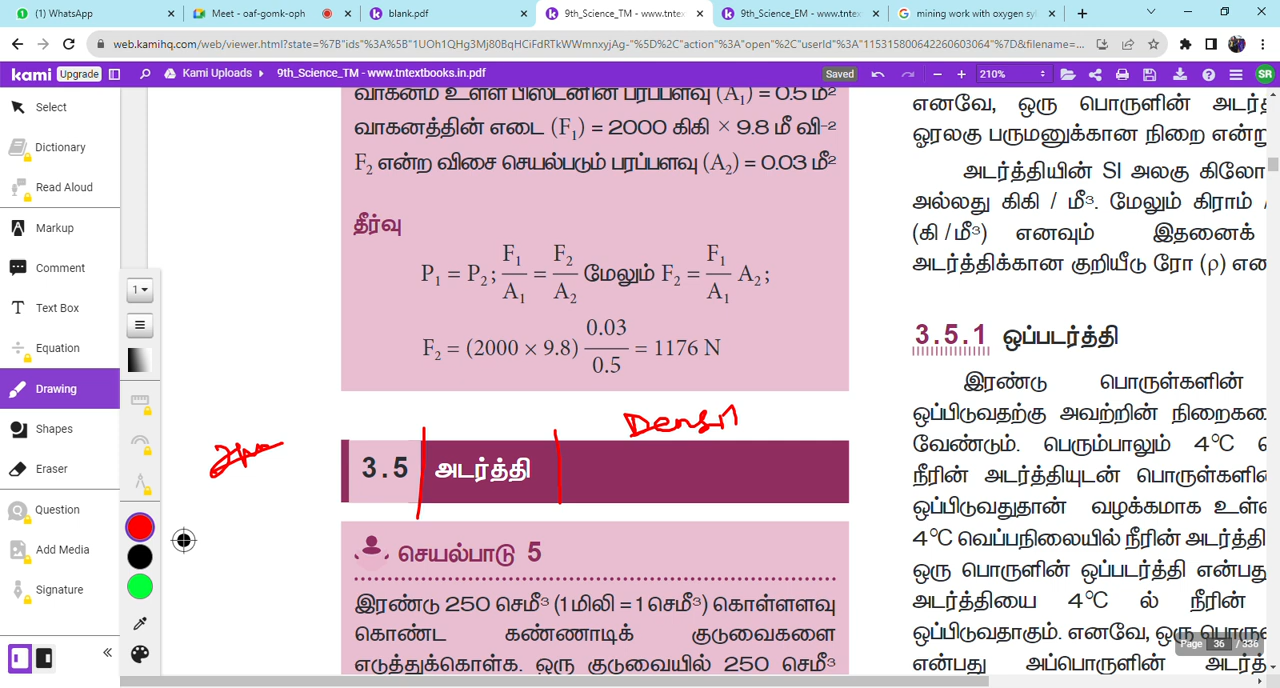 (1) WhatsApp
Meet - oaf-gomk-oph
blank.pdf
9th_Science_TM - www.tntex
9th_Science_EM - www.tntex
mining work with oxygen sy
web.kamihq.com/web/viewer.html?state=%7B"ids"%3A%5B"1UOh1QHg3Mj80BqHCiFdRTkWWmnxyjAg-"%5D%2C"action"%3A"open"%2C"userId"%3A"115315800642260603064"%7D&filename=...
kami
Upgrade
Kami Uploads
9th_Science_TM - www.tntextbooks.in.pdf
Saved
210%
SR
Select
Dictionary
Read Aloud
Markup
Comment
Text Box
Equation
Drawing
Shapes
Eraser
Question
Add Media
Signature
1
வாகனம் உள்ள பிஸ்டனின் பரப்பளவு (A₁) = 0.5 மீ²
வாகனத்தின் எடை (F₁) = 2000 கிகி × 9.8 மீ வி⁻²
F₂ என்ற விசை செயல்படும் பரப்பளவு (A₂) = 0.03 மீ²
தீர்வு
P₁ = P₂; F₁/A₁ = F₂/A₂ மேலும் F₂ = F₁/A₁ A₂;
F₂ = (2000 × 9.8) 0.03/0.5 = 1176 N
Densi
3.5 அடர்த்தி
செயல்பாடு 5
இரண்டு 250 செமீ³ (1மிலி = 1செமீ³) கொள்ளளவு
கொண்ட கண்ணாடிக் குடுவைகளை
எடுத்துக்கொள்க. ஒரு குடுவையில் 250 செமீ³
எனவே, ஒரு பொருளின் அடர்த்
ஓரலகு பருமனுக்கான நிறை என்று
அடர்த்தியின் SI அலகு கிலோ
அல்லது கிகி / மீ³. மேலும் கிராம் /
(கி / மீ³) எனவும் இதனைக்
அடர்த்திக்கான குறியீடு ரோ (ρ) என
3.5.1 ஒப்படர்த்தி
இரண்டு பொருள்களின்
ஒப்பிடுவதற்கு அவற்றின் நிறைகளை
வேண்டும். பெரும்பாலும் 4°C
நீரின் அடர்த்தியுடன் பொருள்களின்
ஒப்பிடுவதுதான் வழக்கமாக உள்ள
4°C வெப்பநிலையில் நீரின் அடர்த்தி
ஒரு பொருளின் ஒப்படர்த்தி என்பது
அடர்த்தியை 4°C ல் நீரின்
ஒப்பிடுவதாகும். எனவே, ஒரு பொரு
என்பது அப்பொருளின் அடர்த்
Page 36 / 336